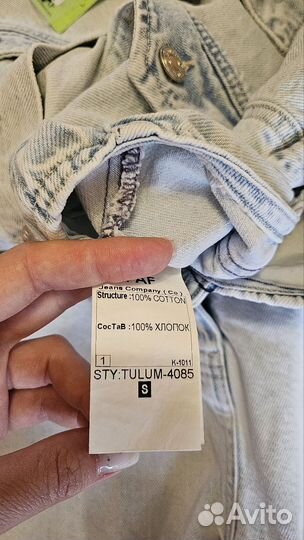 Jeans Company ( Co )
Structure :100% COTTON
СосТаВ :100% ХЛОПОК
1
K-1011
STY:TULUM-4085
S
Avito